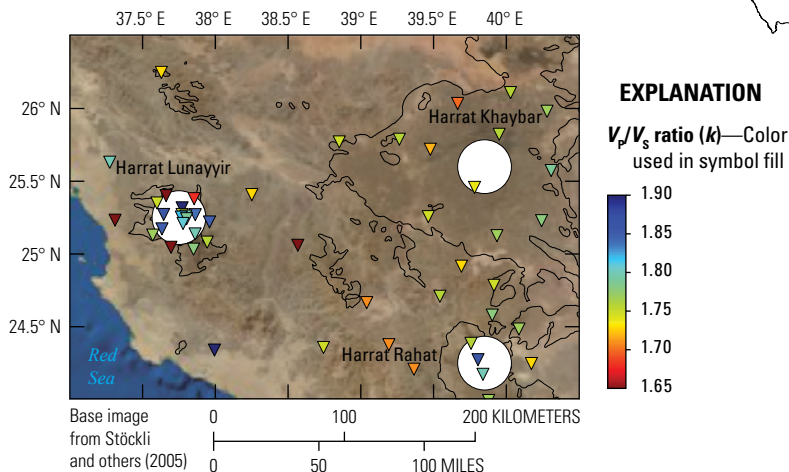 37.5° E 38° E 38.5° E 39° E 39.5° E 40° E
26° N
25.5° N
25° N
24.5° N
Harrat Khaybar
Harrat Lunayyir
Harrat Rahat
Red
Sea
EXPLANATION
VP/VS ratio (k)—Color
used in symbol fill
1.90
1.85
1.80
1.75
1.70
1.65
Base image
from Stöckli
and others (2005)
0 100 200 KILOMETERS
0 50 100 MILES